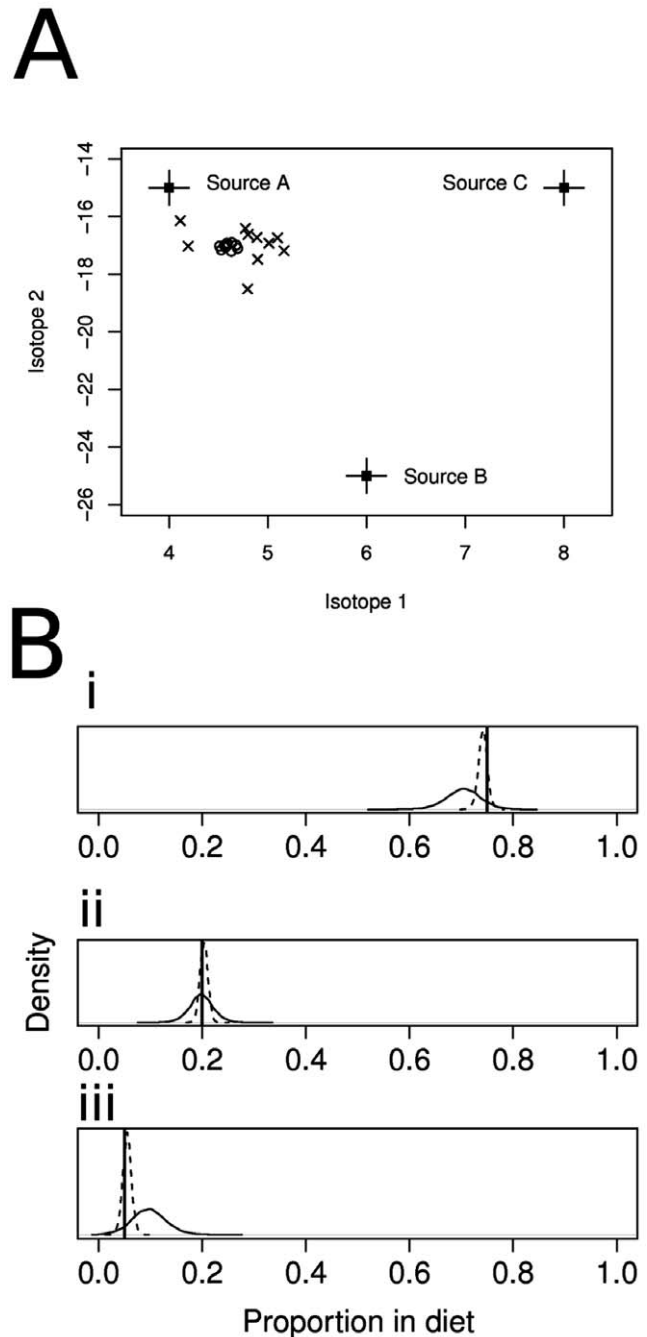 A
Source A
Source C
Source B
−14
−16
−18
−20
−22
−24
−26
Isotope 2
4 5 6 7 8
Isotope 1
B
i
0.0 0.2 0.4 0.6 0.8 1.0
ii
0.0 0.2 0.4 0.6 0.8 1.0
Density
iii
0.0 0.2 0.4 0.6 0.8 1.0
Proportion in diet